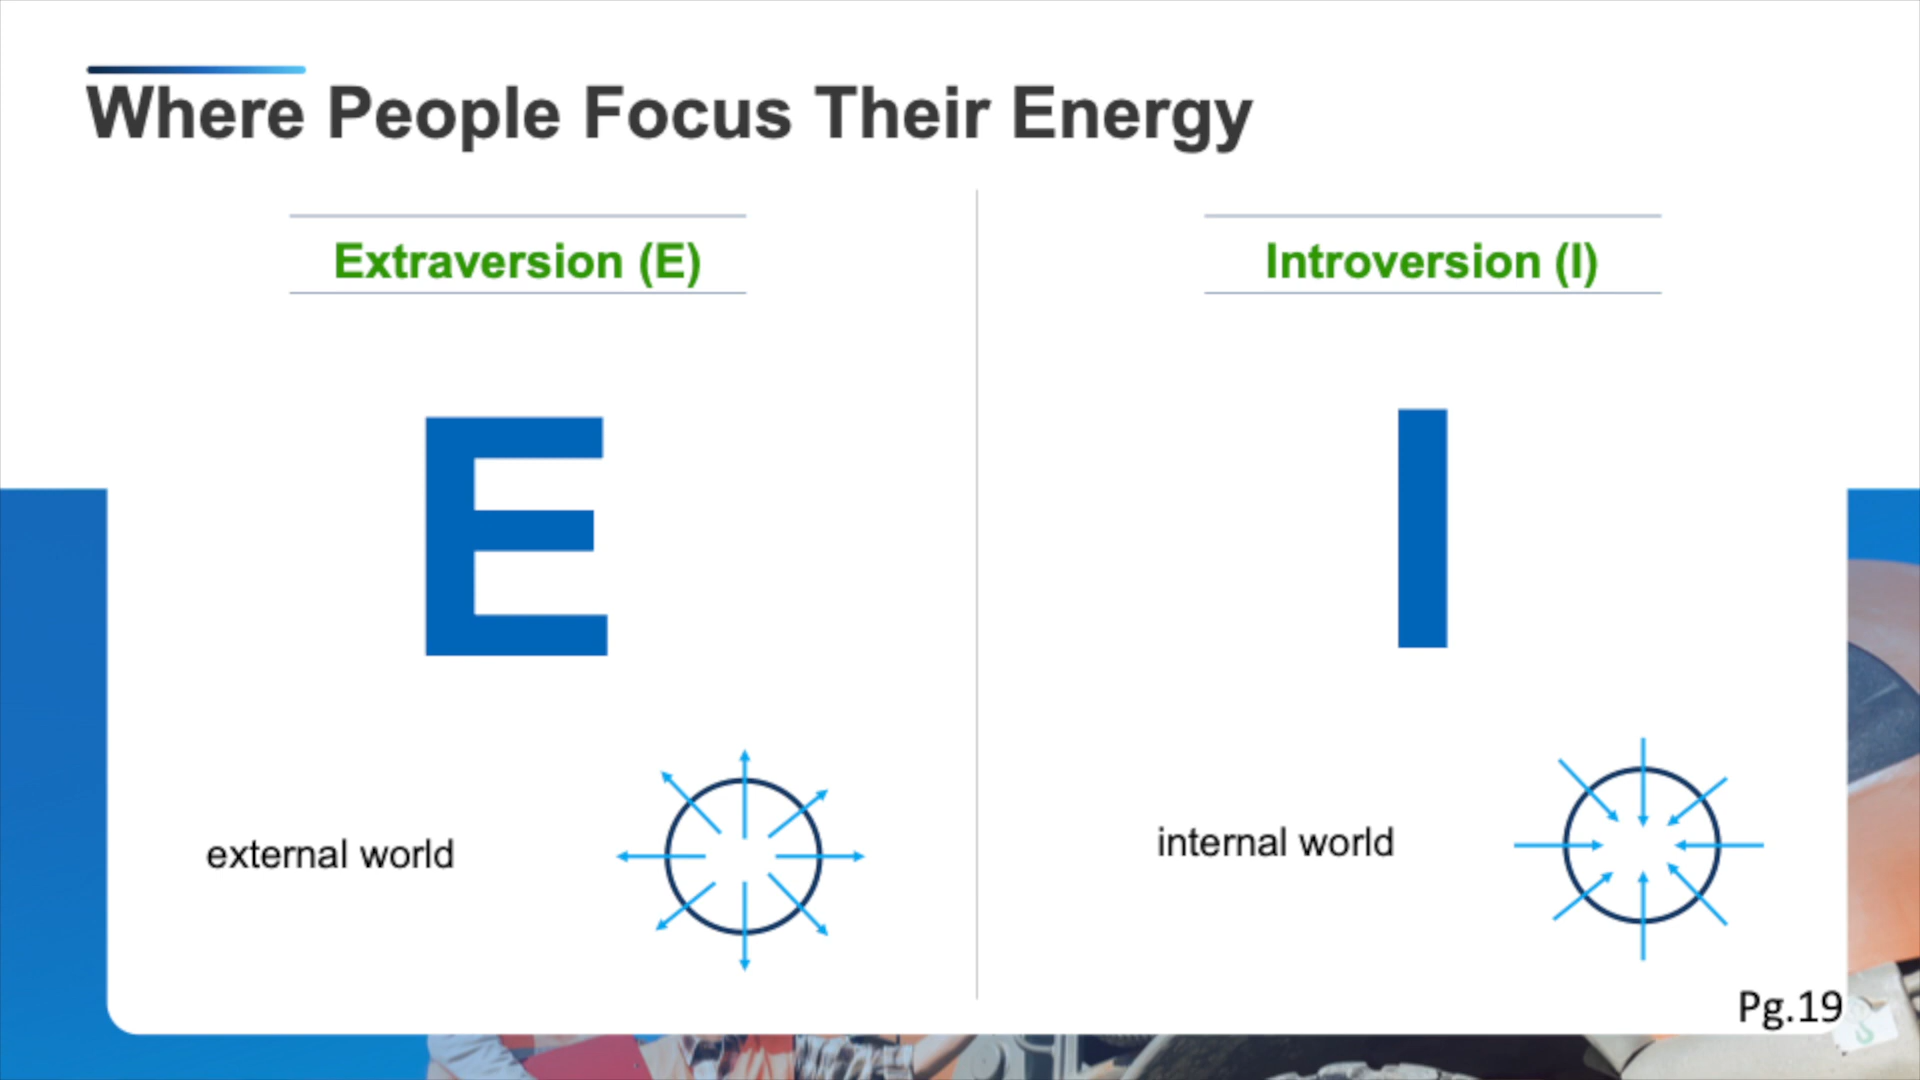 Where People Focus Their Energy
Extraversion (E)
Introversion (I)
E
I
external world
internal world
Pg.19